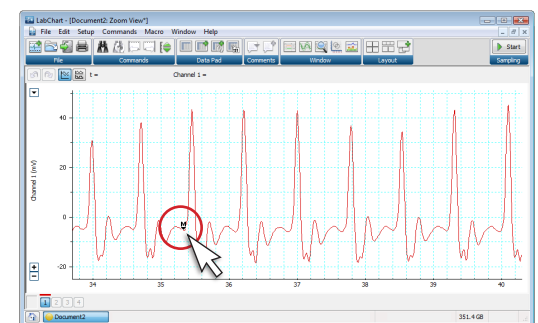 LabChart - [Document2: Zoom View*]
File Edit Setup Commands Macro Window Help
Start
File Commands Data Pad Comments Window Layout Sampling
t = Channel 1 =
40
20
0
-20
Channel 1 (mV)
M
34 35 36 37 38 39 40
1 2 3 4
Document2 351.4 GB